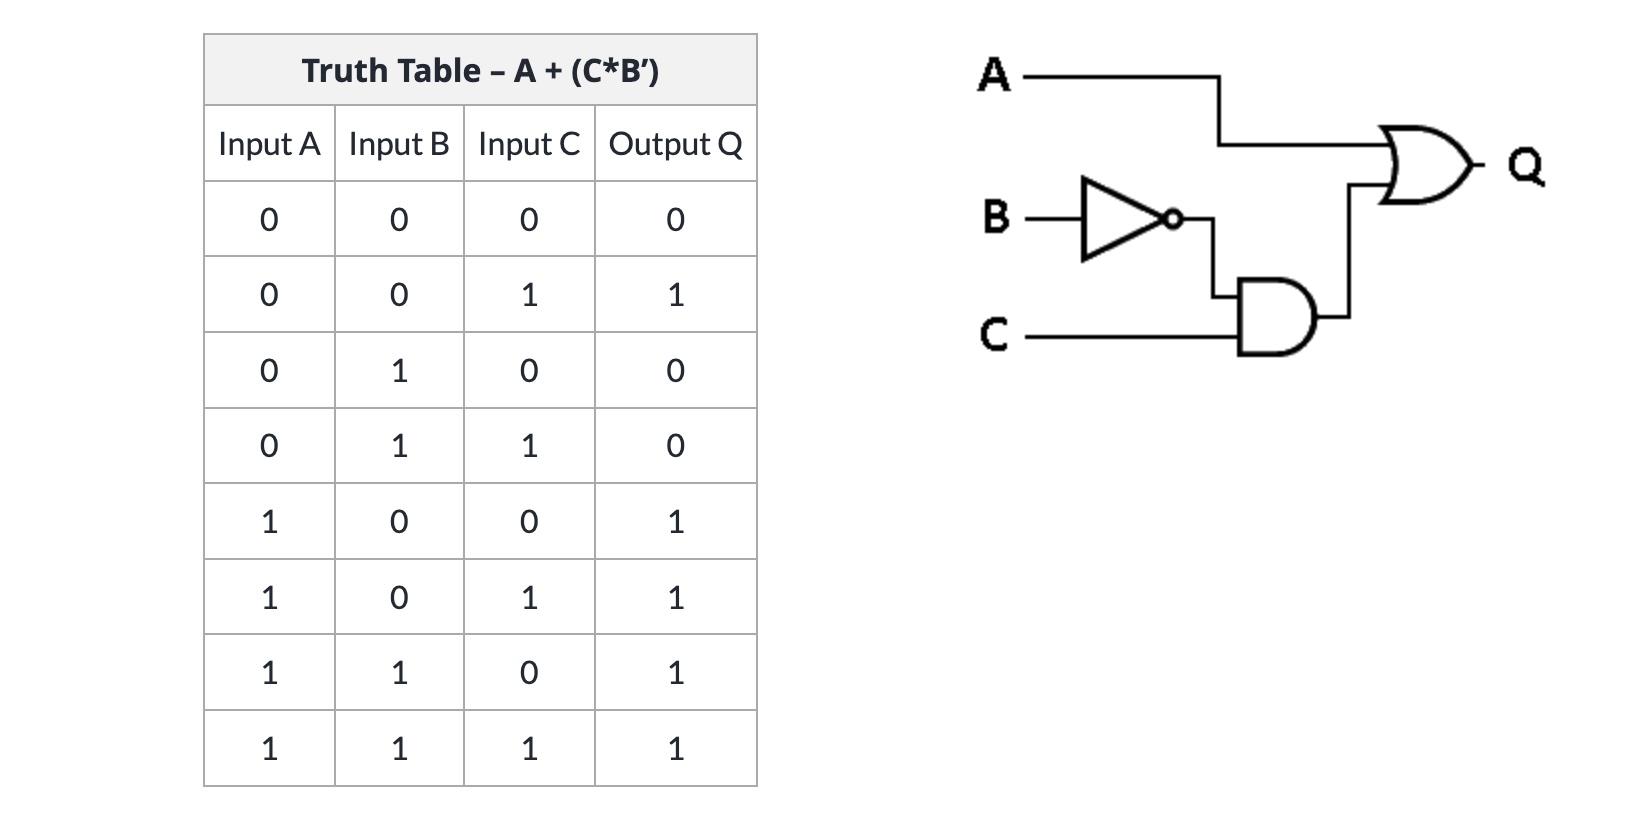 Truth Table – A + (C*B’)
Input A Input B Input C Output Q
0 0 0 0
0 0 1 1
0 1 0 0
0 1 1 0
1 0 0 1
1 0 1 1
1 1 0 1
1 1 1 1
A
Q
B
C